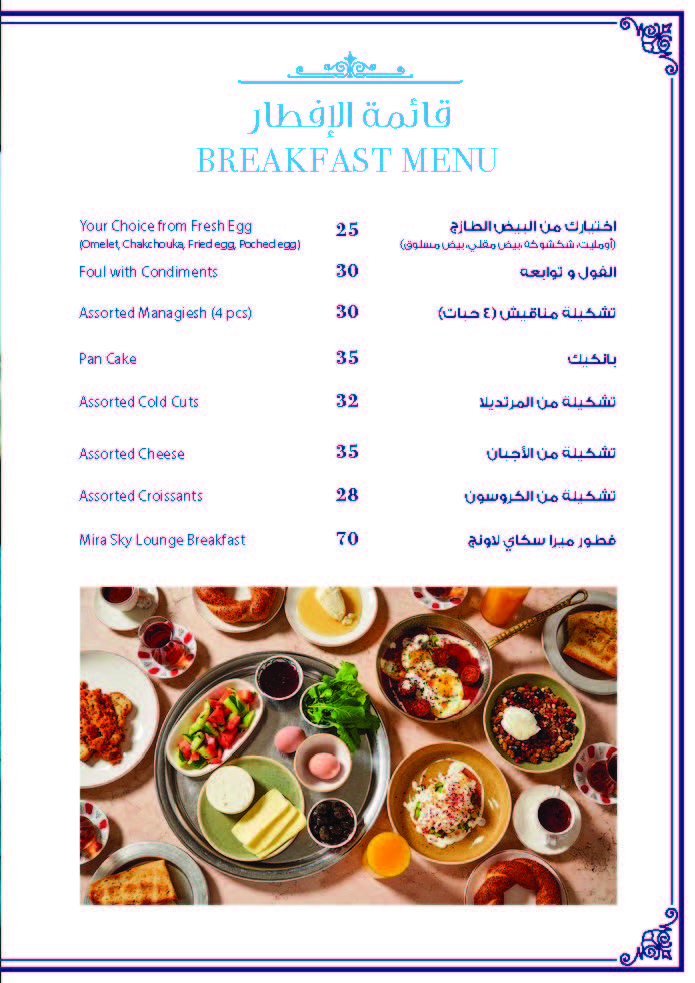 قائمة الإفطار
BREAKFAST MENU
Your Choice from Fresh Egg 25 اختيارك من البيض الطازج
(Omelet, Chakchouka, Fried egg, Poched egg) (أومليت، شكشوكه ،بيض مقلي، بيض مسلوق)
Foul with Condiments 30 الفول و توابعه
Assorted Managiesh (4 pcs) 30 تشكيلة مناقيش (٤ حبات)
Pan Cake 35 بانكيك
Assorted Cold Cuts 32 تشكيلة من المرتديلا
Assorted Cheese 35 تشكيلة من الأجبان
Assorted Croissants 28 تشكيلة من الكروسون
Mira Sky Lounge Breakfast 70 فطور ميرا سكاي لاونج